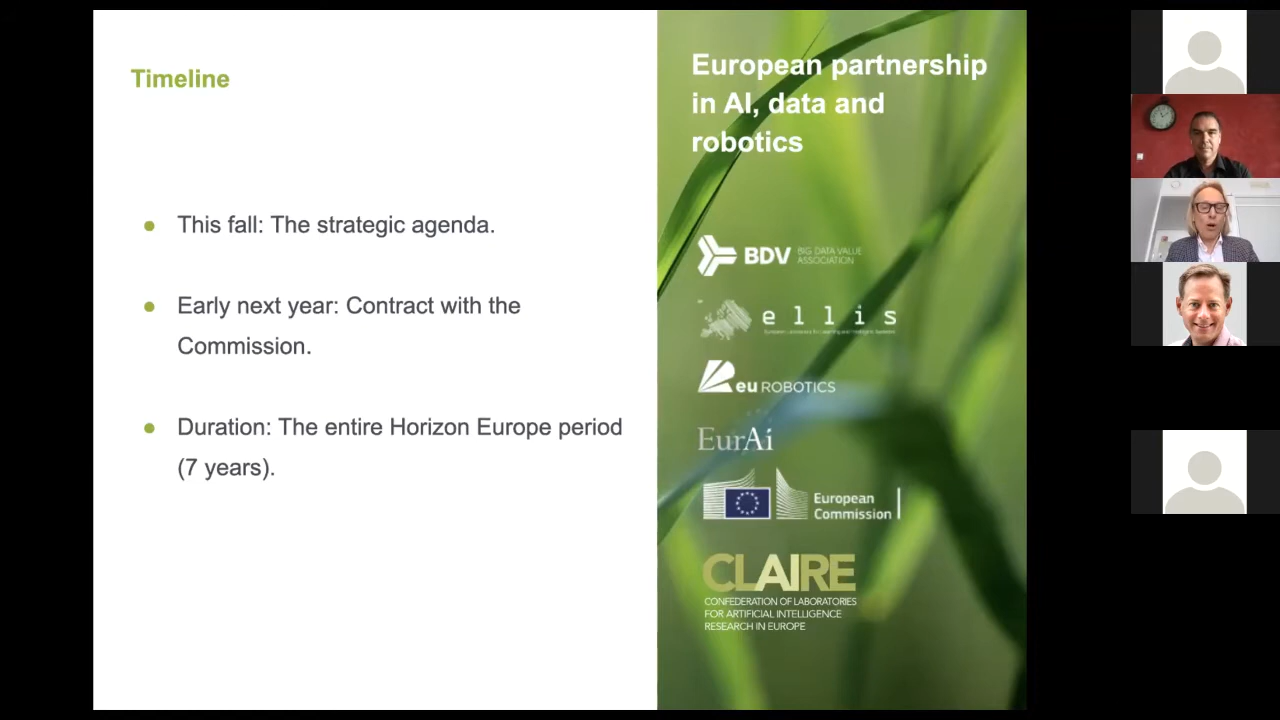 Timeline
This fall: The strategic agenda.
Early next year: Contract with the
Commission.
Duration: The entire Horizon Europe period
(7 years).
European partnership
in AI, data and
robotics
BDV BIG DATA VALUE
ASSOCIATION
ellis
eu ROBOTICS
EurAi
European
Commission
CLAIRE
CONFEDERATION OF LABORATORIES
FOR ARTIFICIAL INTELLIGENCE
RESEARCH IN EUROPE